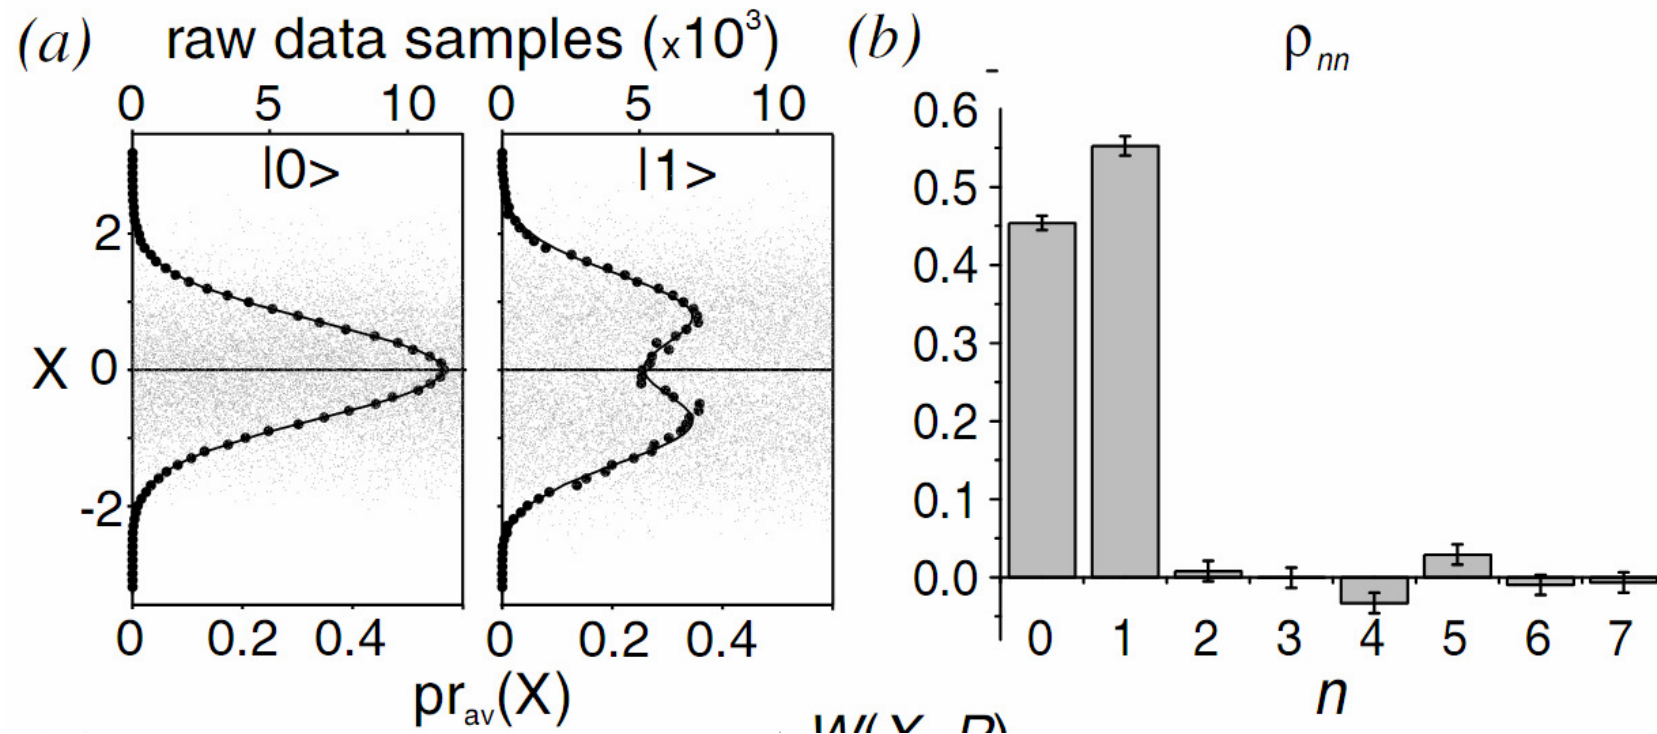 (a) raw data samples (x10³) (b) ρnn
0 5 10 0 5 10
|0> |1>
0.6
0.5
2
0.4
X 0
0.3
0.2
-2
0.1
0.0
0 0.2 0.4 0 0.2 0.4
0 1 2 3 4 5 6 7
prav(X) n
W(X, P)